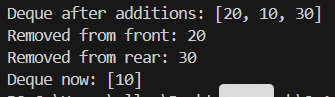 Deque after additions: [20, 10, 30]
Removed from front: 20
Removed from rear: 30
Deque now: [10]